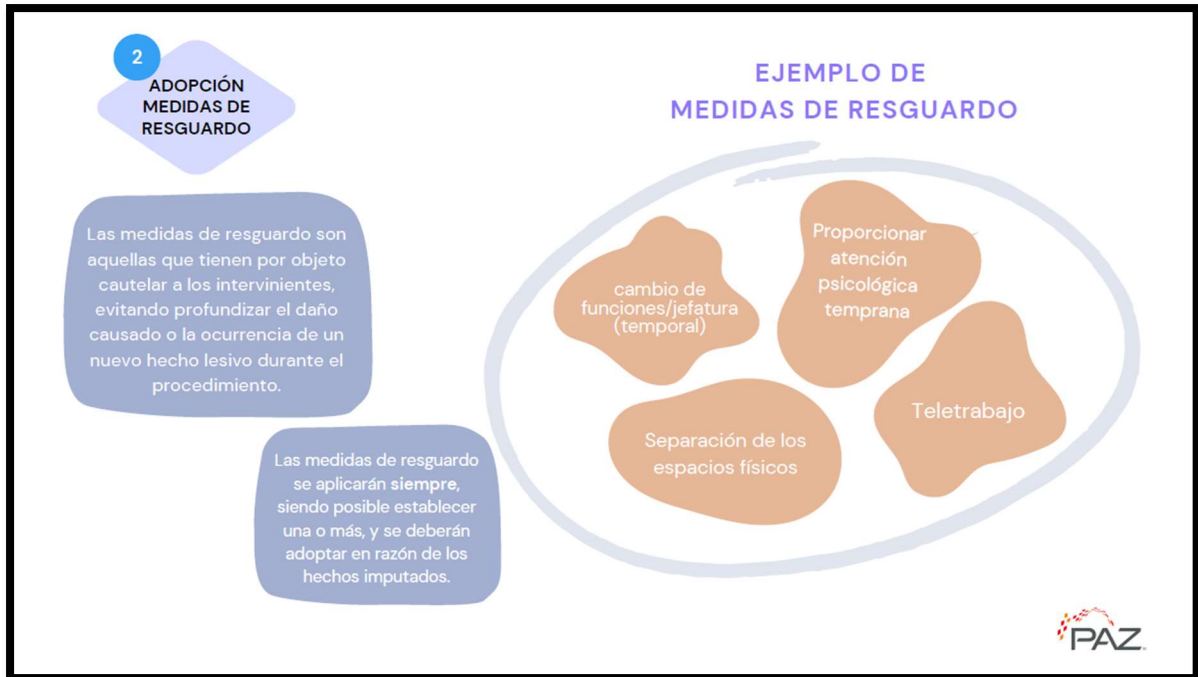 2
ADOPCIÓN
MEDIDAS DE
RESGUARDO
Las medidas de resguardo son
aquellas que tienen por objeto
cautelar a los intervinientes,
evitando profundizar el daño
causado o la ocurrencia de un
nuevo hecho lesivo durante el
procedimiento.
Las medidas de resguardo
se aplicarán siempre,
siendo posible establecer
una o más, y se deberán
adoptar en razón de los
hechos imputados.
EJEMPLO DE
MEDIDAS DE RESGUARDO
cambio de
funciones/jefatura
(temporal)
Proporcionar
atención
psicológica
temprana
Separación de los
espacios físicos
Teletrabajo
PAZ